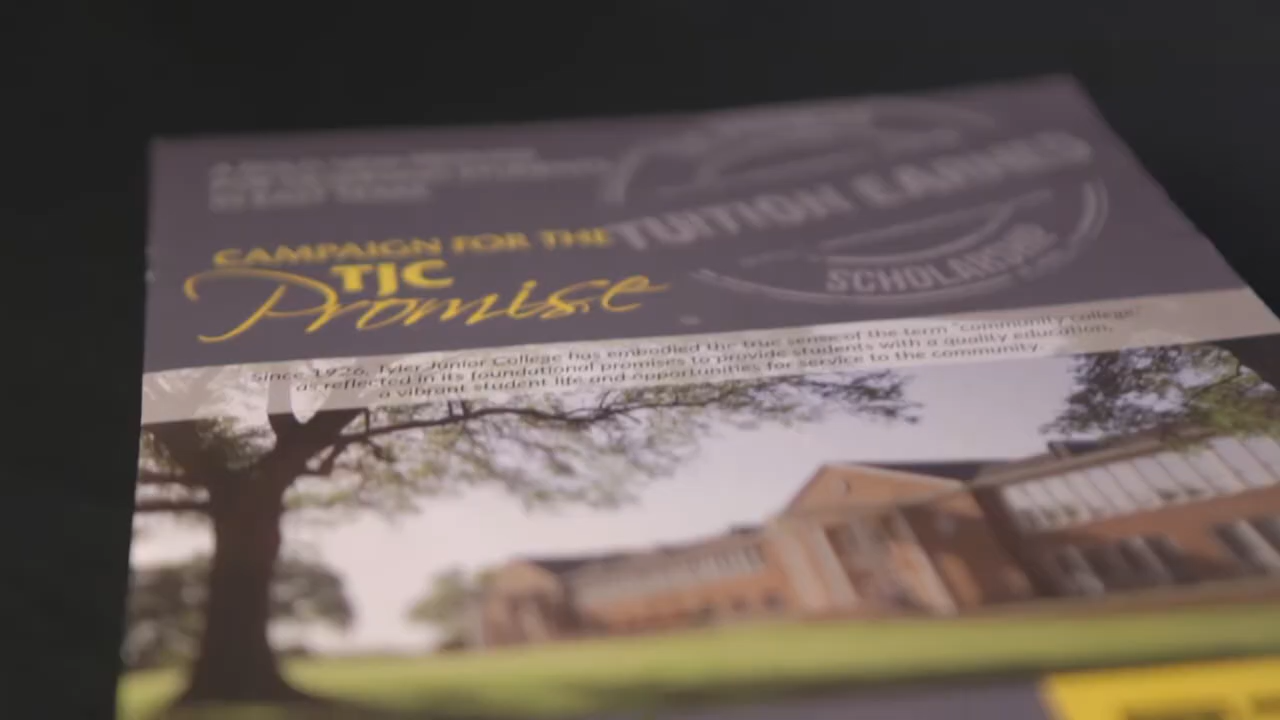 TUITION EARNED
SCHOLARSHIP
CAMPAIGN FOR THE
TJC
Promise
Since 1926, Tyler Junior College has embodied the true sense of the term "community college,"
as reflected in its foundational promises to provide students with a quality education,
a vibrant student life and opportunities for service to the community.